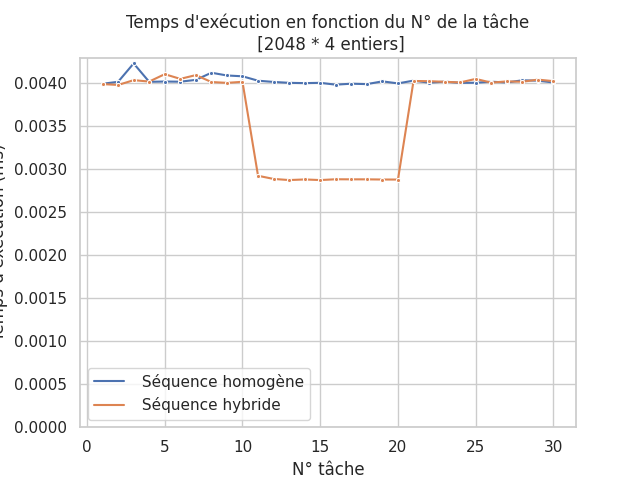 Temps d'exécution en fonction du N° de la tâche
[2048 * 4 entiers]
0.0040
0.0035
0.0030
0.0025
0.0020
0.0015
0.0010
0.0005
0.0000
Séquence homogène
Séquence hybride
0 5 10 15 20 25 30
N° tâche